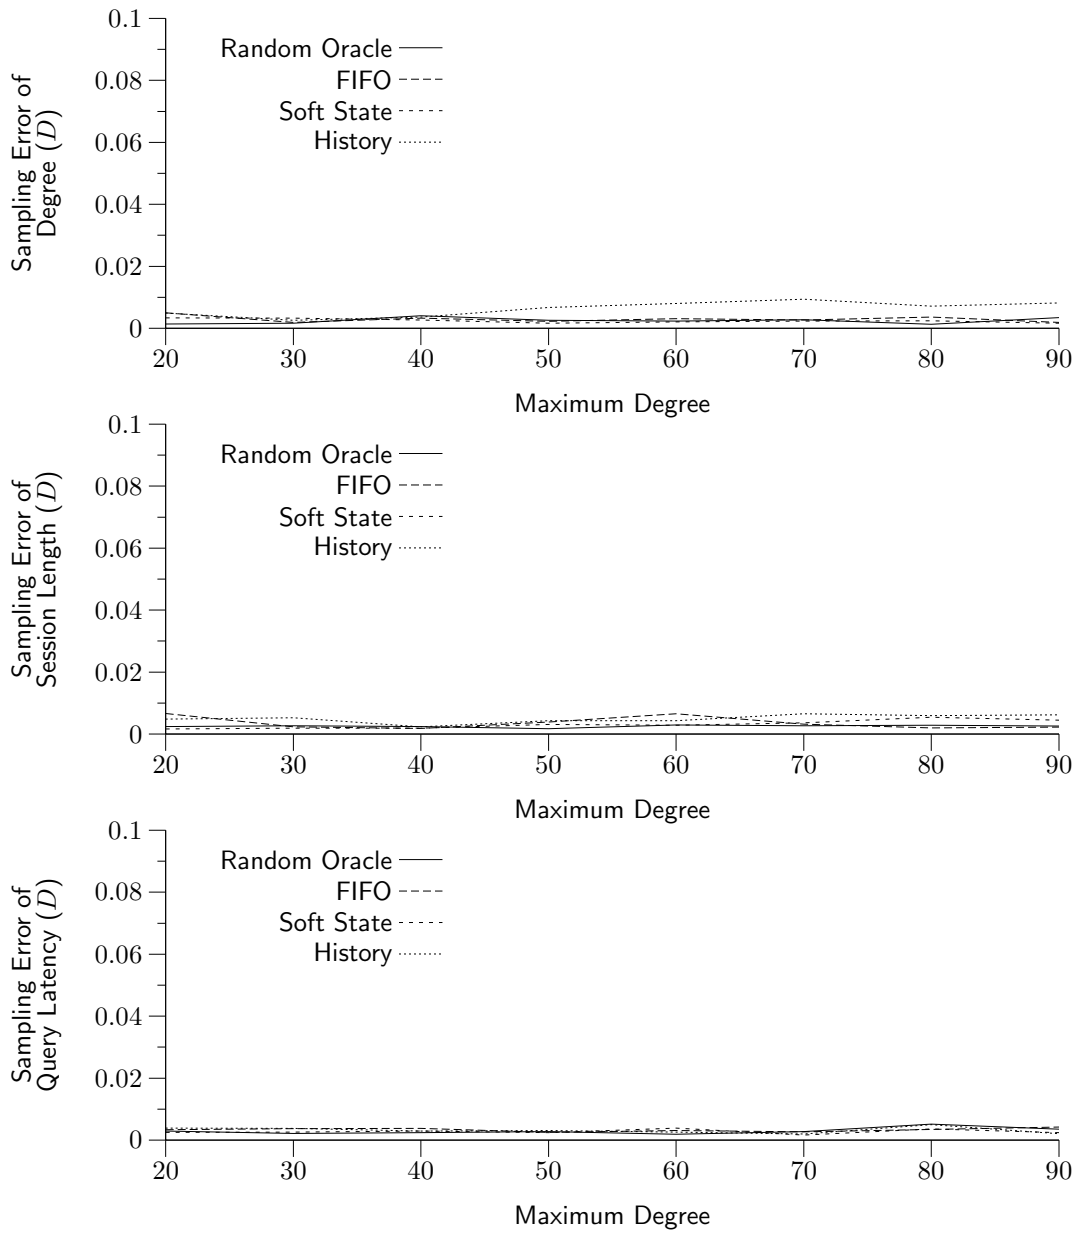 0.1
0.08
0.06
0.04
0.02
0
Sampling Error of
Degree (D)
Random Oracle
FIFO
Soft State
History
20 30 40 50 60 70 80 90
Maximum Degree
0.1
0.08
0.06
0.04
0.02
0
Sampling Error of
Session Length (D)
Random Oracle
FIFO
Soft State
History
20 30 40 50 60 70 80 90
Maximum Degree
0.1
0.08
0.06
0.04
0.02
0
Sampling Error of
Query Latency (D)
Random Oracle
FIFO
Soft State
History
20 30 40 50 60 70 80 90
Maximum Degree